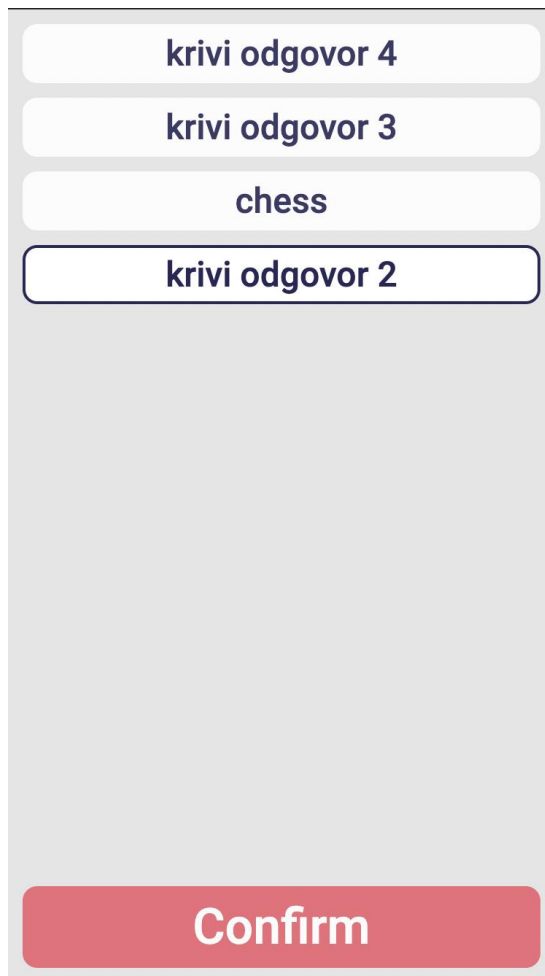 krivi odgovor 4
krivi odgovor 3
chess
krivi odgovor 2
Confirm